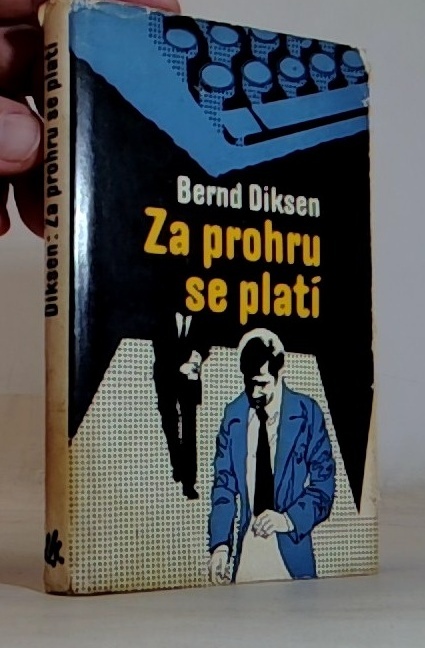 Bernd Diksen
Za prohru
se platí
Diksen: Za prohru se platí